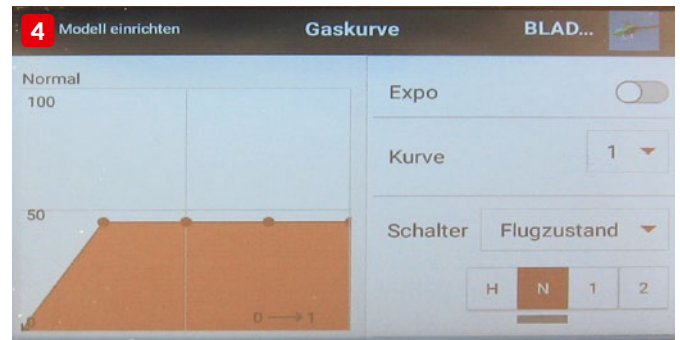 4 Modell einrichten Gaskurve BLAD...
Normal
100
50
0
0 → 1
Expo
Kurve 1
Schalter Flugzustand
H N 1 2